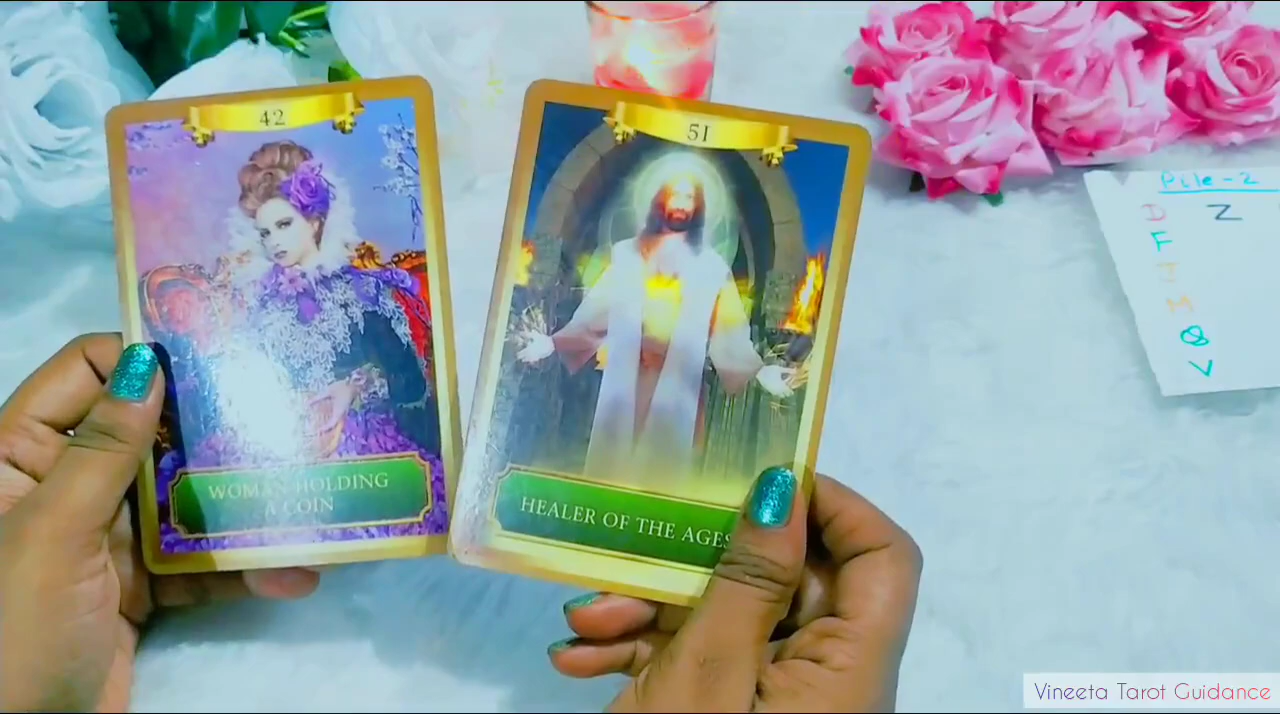 42
WOMAN HOLDING
A COIN
51
HEALER OF THE AGES
Pile-2
D
Z
F
M
V
Vineeta Tarot Guidance